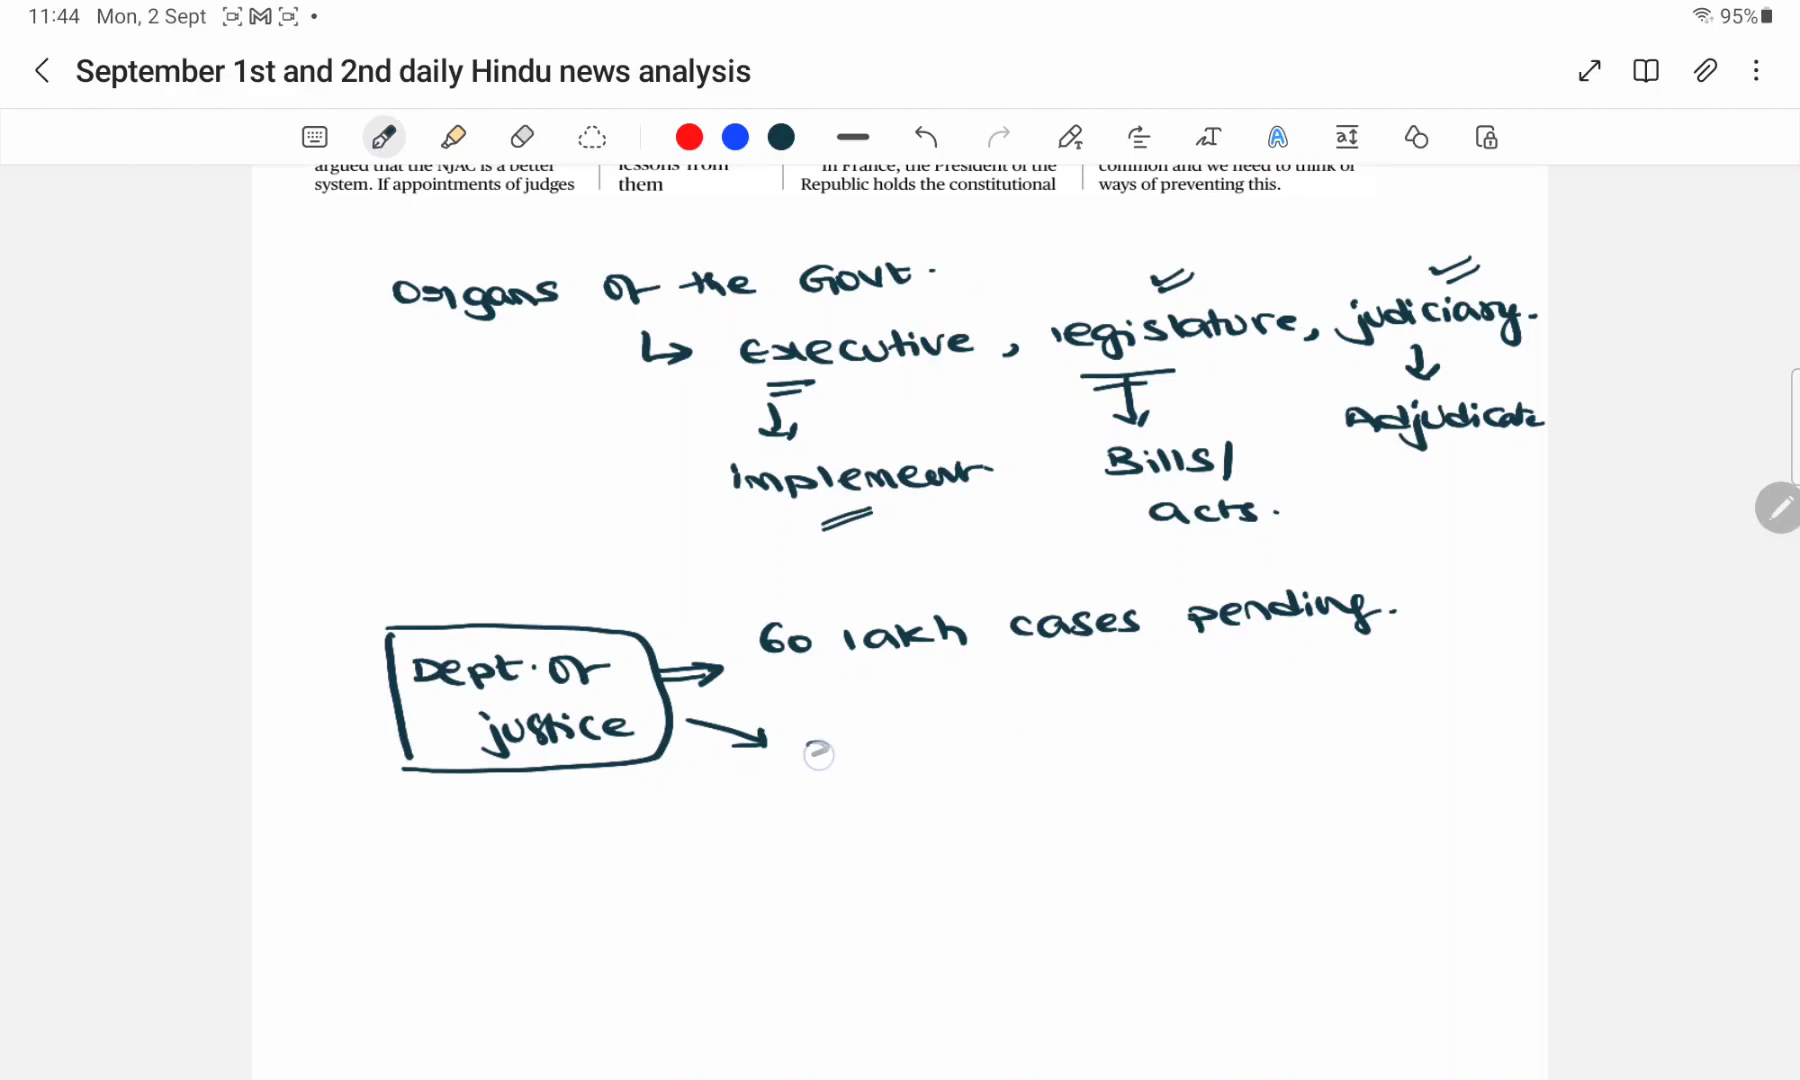 11:44 Mon, 2 Sept 95%
September 1st and 2nd daily Hindu news analysis
argued that the NJAC is a better
system. If appointments of judges
lessons from
them
In France, the President of the
Republic holds the constitutional
common and we need to think of
ways of preventing this.
Organs of the Govt.
↳ executive, legislature, judiciary.
implement
Bills/
acts.
Adjudicate
Dept. of
justice
60 lakh cases pending.